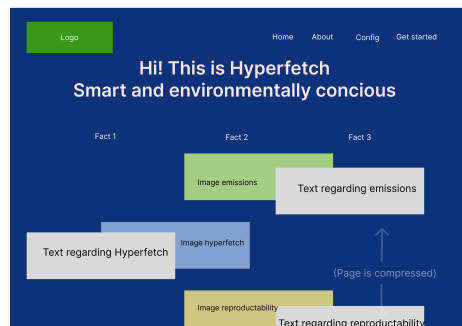 Logo
Home About Config Get started
Hi! This is Hyperfetch
Smart and environmentally concious
Fact 1 Fact 2 Fact 3
Image emissions
Text regarding emissions
Image hyperfetch
Text regarding Hyperfetch
(Page is compressed)
Image reproductability
Text regarding reproductability